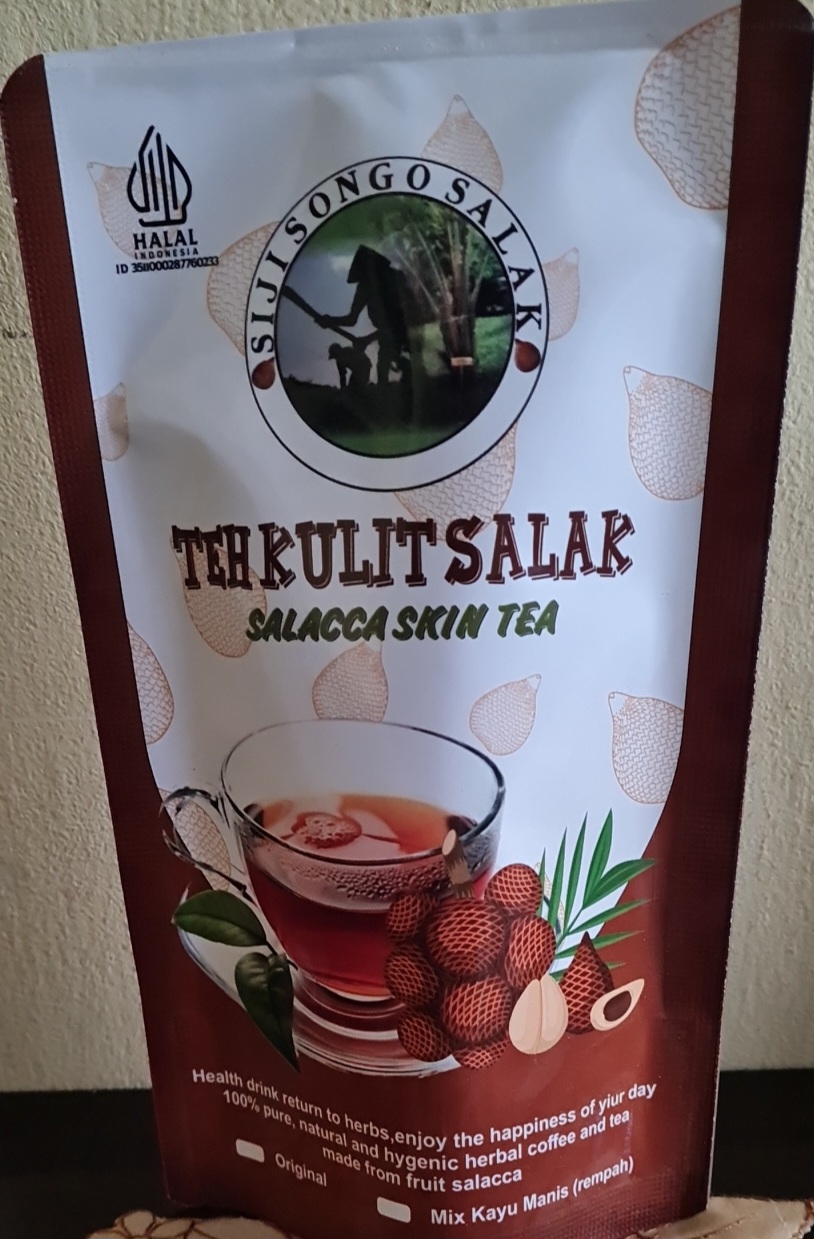 HALAL
INDONESIA
ID 35110002877602​33
SIJI SONGO SALAK
TEH KULIT SALAK
SALACCA SKIN TEA
Health drink return to herbs,enjoy the happiness of yiur day
100% pure, natural and hygenic herbal coffee and tea
made from fruit salacca
Original
Mix Kayu Manis (rempah)